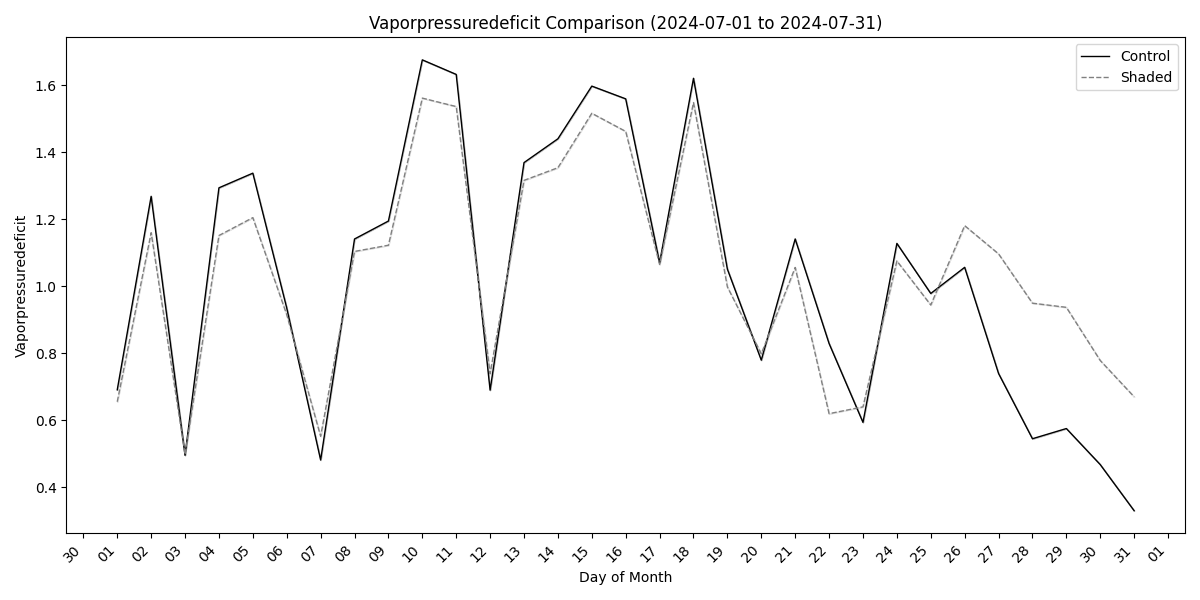 Vaporpressuredeficit Comparison (2024-07-01 to 2024-07-31)
Control
Shaded
Vaporpressuredeficit
1.6
1.4
1.2
1.0
0.8
0.6
0.4
30 01 02 03 04 05 06 07 08 09 10 11 12 13 14 15 16 17 18 19 20 21 22 23 24 25 26 27 28 29 30 31 01
Day of Month